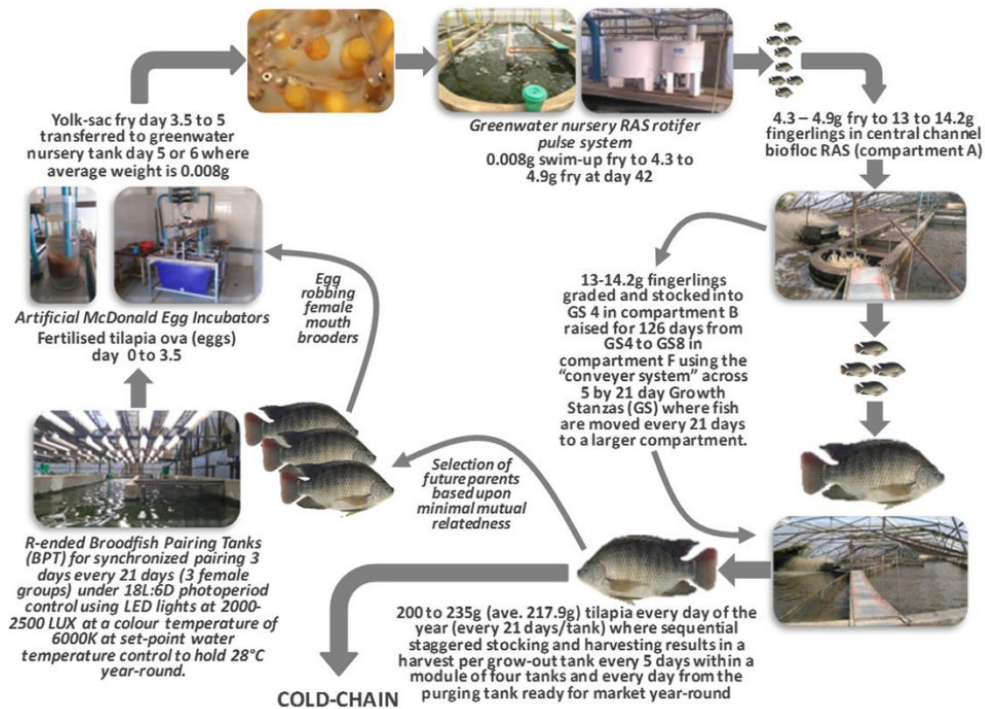 Yolk-sac fry day 3.5 to 5
transferred to greenwater
nursery tank day 5 or 6 where
average weight is 0.008g
Greenwater nursery RAS rotifer
pulse system
0.008g swim-up fry to 4.3 to
4.9g fry at day 42
4.3 – 4.9g fry to 13 to 14.2g
fingerlings in central channel
biofloc RAS (compartment A)
Artificial McDonald Egg Incubators
Fertilised tilapia ova (eggs)
day 0 to 3.5
Egg
robbing
female
mouth
brooders
13-14.2g fingerlings
graded and stocked into
GS 4 in compartment B
raised for 126 days from
GS4 to GS8 in
compartment F using the
“conveyer system” across
5 by 21 day Growth
Stanzas (GS) where fish
are moved every 21 days
to a larger compartment.
Selection of
future parents
based upon
minimal mutual
relatedness
R-ended Broodfish Pairing Tanks
(BPT) for synchronized pairing 3
days every 21 days (3 female
groups) under 18L:6D photoperiod
control using LED lights at 2000-
2500 LUX at a colour temperature of
6000K at set-point water
temperature control to hold 28°C
year-round.
200 to 235g (ave. 217.9g) tilapia every day of the
year (every 21 days/tank) where sequential
staggered stocking and harvesting results in a
harvest per grow-out tank every 5 days within a
module of four tanks and every day from the
purging tank ready for market year-round
COLD-CHAIN